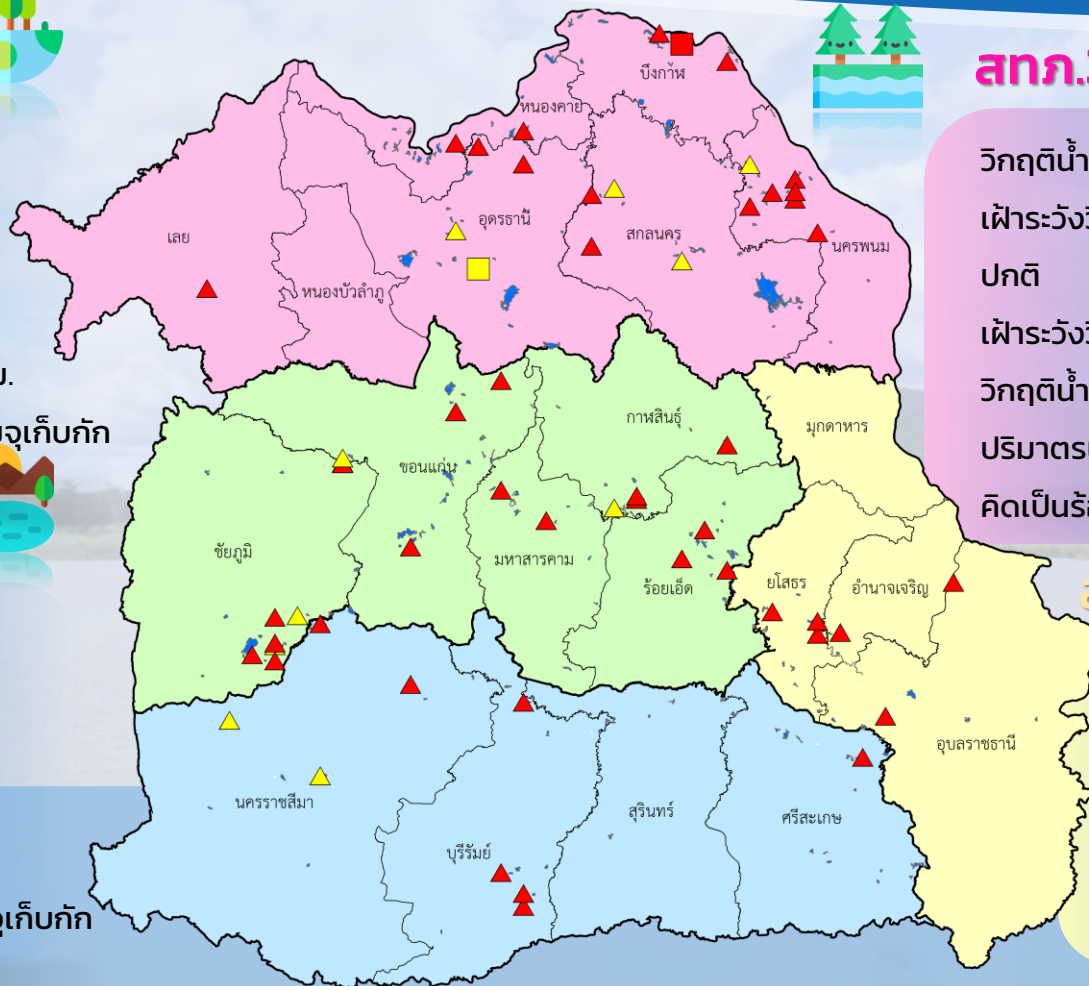 สทภ.
บึงกาฬ
หนองคาย
วิกฤติน้ำ
เฝ้าระวัง
ปกติ
เฝ้าระวัง
วิกฤติน้ำ
ปริมาตร
คิดเป็น
เลย
อุดรธานี
สกลนคร
นครพนม
หนองบัวลำภู
ม.
จุเก็บกัก
กาฬสินธุ์
มุกดาหาร
ขอนแก่น
ชัยภูมิ
มหาสารคาม
ร้อยเอ็ด
ยโสธร
อำนาจเจริญ
อุบลราชธานี
นครราชสีมา
สุรินทร์
ศรีสะเกษ
บุรีรัมย์
จุเก็บกัก